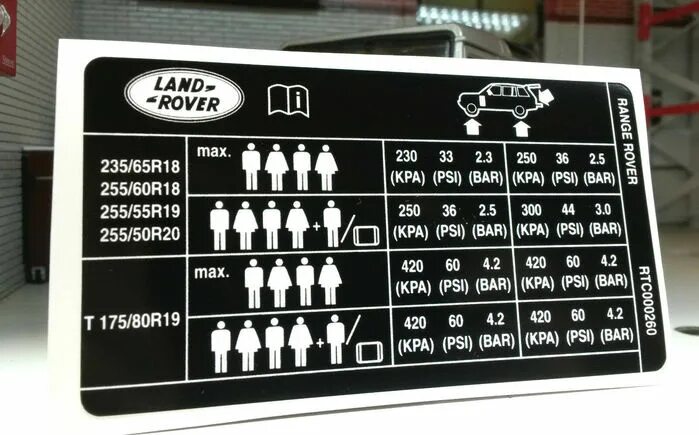 LAND-
ROVER
i
RANGE ROVER
235/65R18
255/60R18
255/55R19
255/50R20
max.
230 33 2.3 250 36 2.5
(KPA) (PSI) (BAR) (KPA) (PSI) (BAR)
+ /
250 36 2.5 300 44 3.0
(KPA) (PSI) (BAR) (KPA) (PSI) (BAR)
T 175/80R19
max.
420 60 4.2 420 60 4.2
(KPA) (PSI) (BAR) (KPA) (PSI) (BAR)
+ /
420 60 4.2 420 60 4.2
(KPA) (PSI) (BAR) (KPA) (PSI) (BAR)
RTC000260